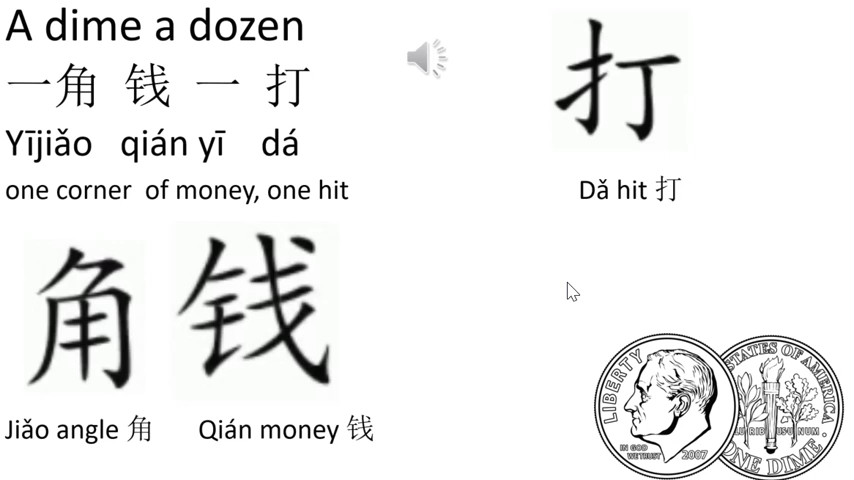 A dime a dozen
一角 钱 一 打
Yījiǎo qián yī dá
one corner of money, one hit
打
Dǎ hit 打
角 钱
Jiǎo angle 角 Qián money 钱
LIBERTY
IN GOD
WE TRUST
2007
STATES OF AMERICA
LURIBUS UNUM
ONE DIME